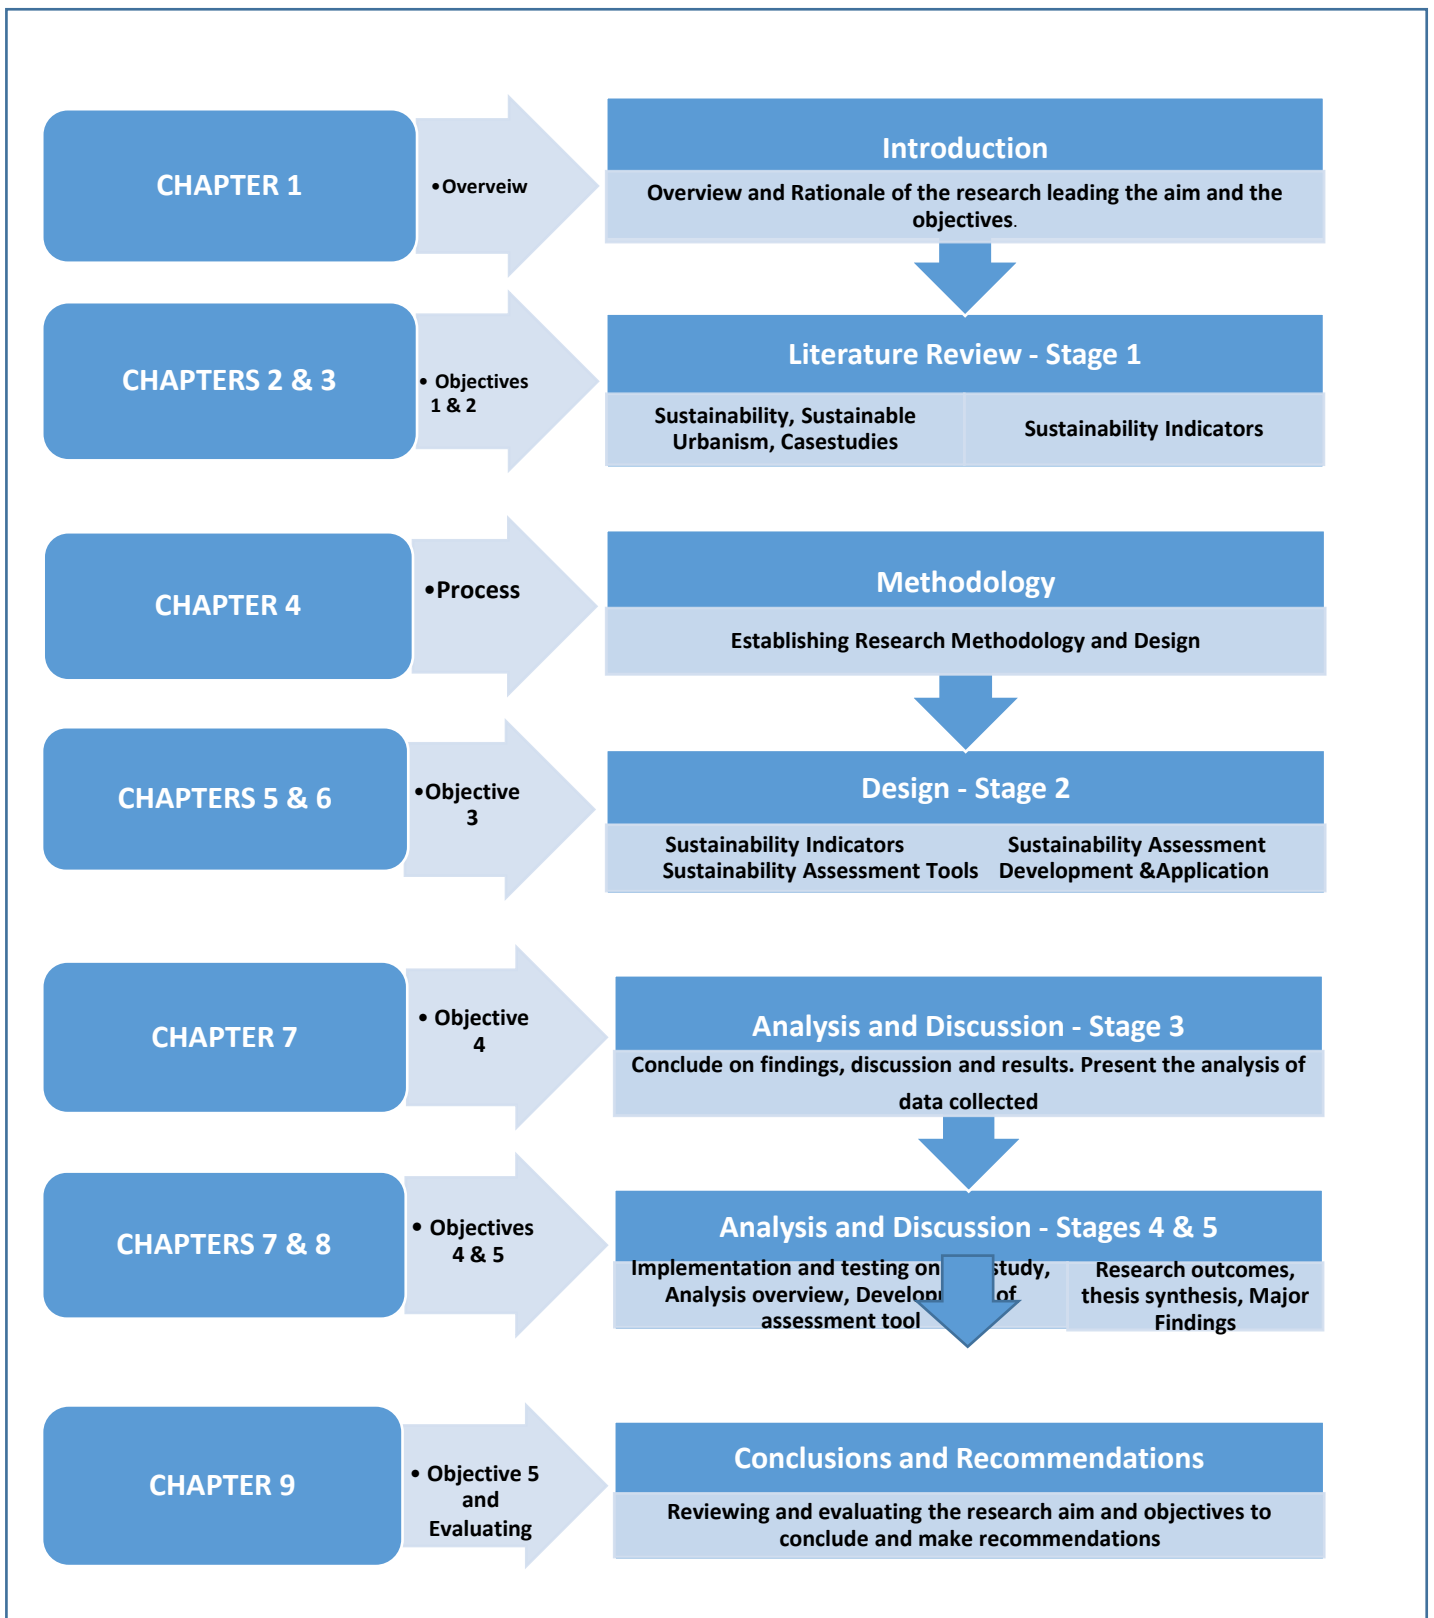 CHAPTER 1
•Overveiw
Introduction
Overview and Rationale of the research leading the aim and the
objectives.
CHAPTERS 2 & 3
• Objectives
1 & 2
Literature Review - Stage 1
Sustainability, Sustainable
Urbanism, Casestudies
Sustainability Indicators
CHAPTER 4
•Process
Methodology
Establishing Research Methodology and Design
CHAPTERS 5 & 6
•Objective
3
Design - Stage 2
Sustainability Indicators
Sustainability Assessment Tools
Sustainability Assessment
Development &Application
CHAPTER 7
• Objective
4
Analysis and Discussion - Stage 3
Conclude on findings, discussion and results. Present the analysis of
data collected
CHAPTERS 7 & 8
• Objectives
4 & 5
Analysis and Discussion - Stages 4 & 5
Implementation and testing on study,
Analysis overview, of
assessment tool
Research outcomes,
thesis synthesis, Major
Findings
CHAPTER 9
• Objective 5
and
Evaluating
Conclusions and Recommendations
Reviewing and evaluating the research aim and objectives to
conclude and make recommendations